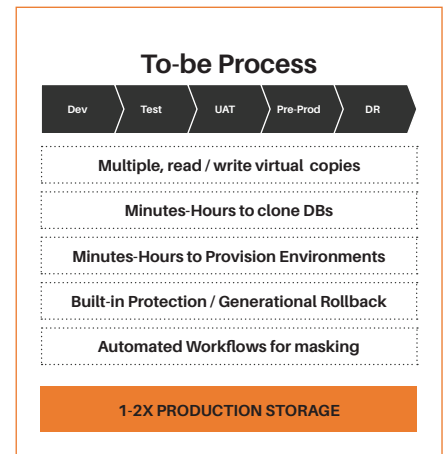 To-be Process
Dev Test UAT Pre-Prod DR
Multiple, read / write virtual copies
Minutes-Hours to clone DBs
Minutes-Hours to Provision Environments
Built-in Protection / Generational Rollback
Automated Workflows for masking
1-2X PRODUCTION STORAGE